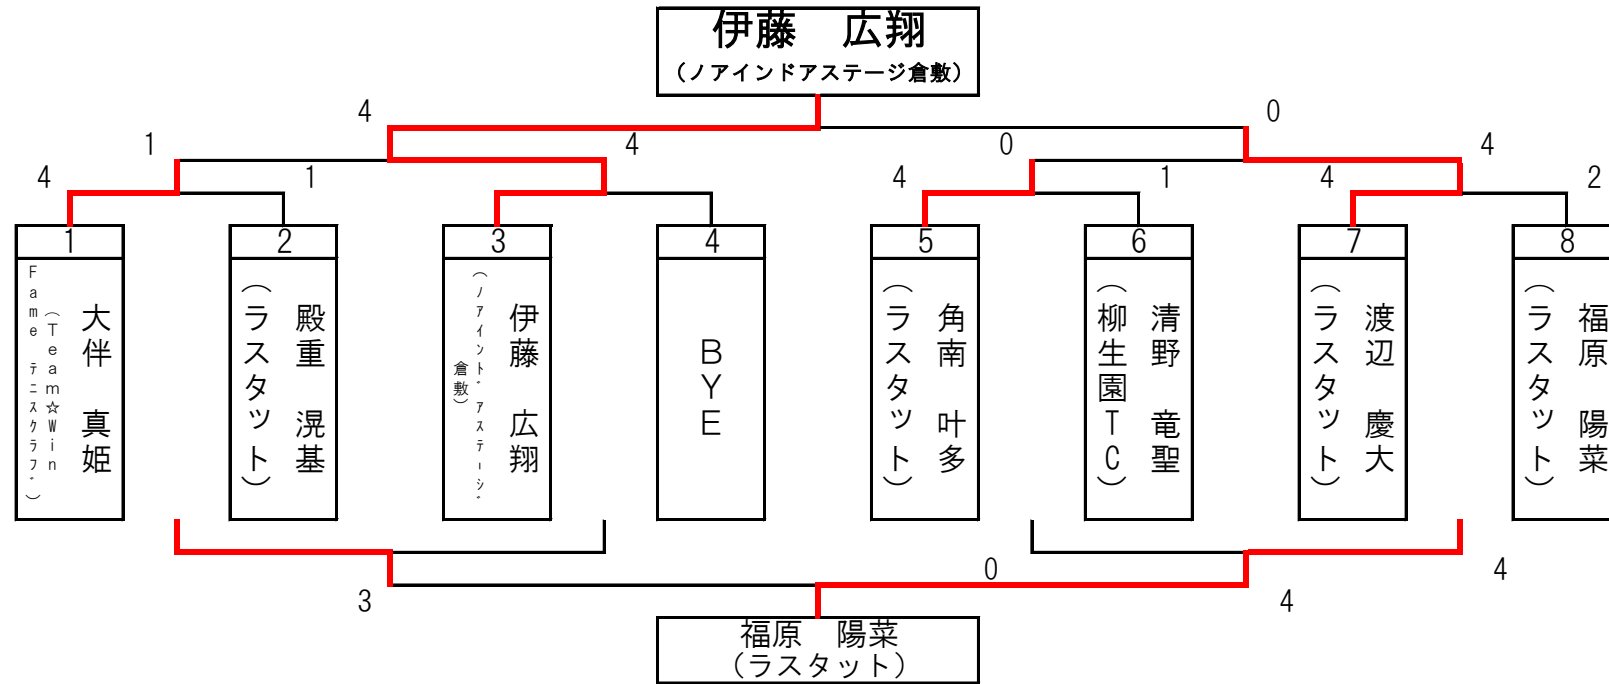 伊藤　広翔
（ノアインドアステージ倉敷）
4
0
1
4
0
4
4
1
4
1
4
2
1
2
3
4
5
6
7
8
大伴　真姫
（Team☆Win
Fame ﾃﾆｽｸﾗﾌﾞ）
殿重　滉基
（ラスタット）
伊藤　広翔
（ﾉｱｲﾝﾄﾞｱｽﾃｰｼﾞ
倉敷）
BYE
角南　叶多
（ラスタット）
清野　竜聖
（柳生園TC）
渡辺　慶大
（ラスタット）
福原　陽菜
（ラスタット）
0
4
3
4
福原　陽菜
（ラスタット）